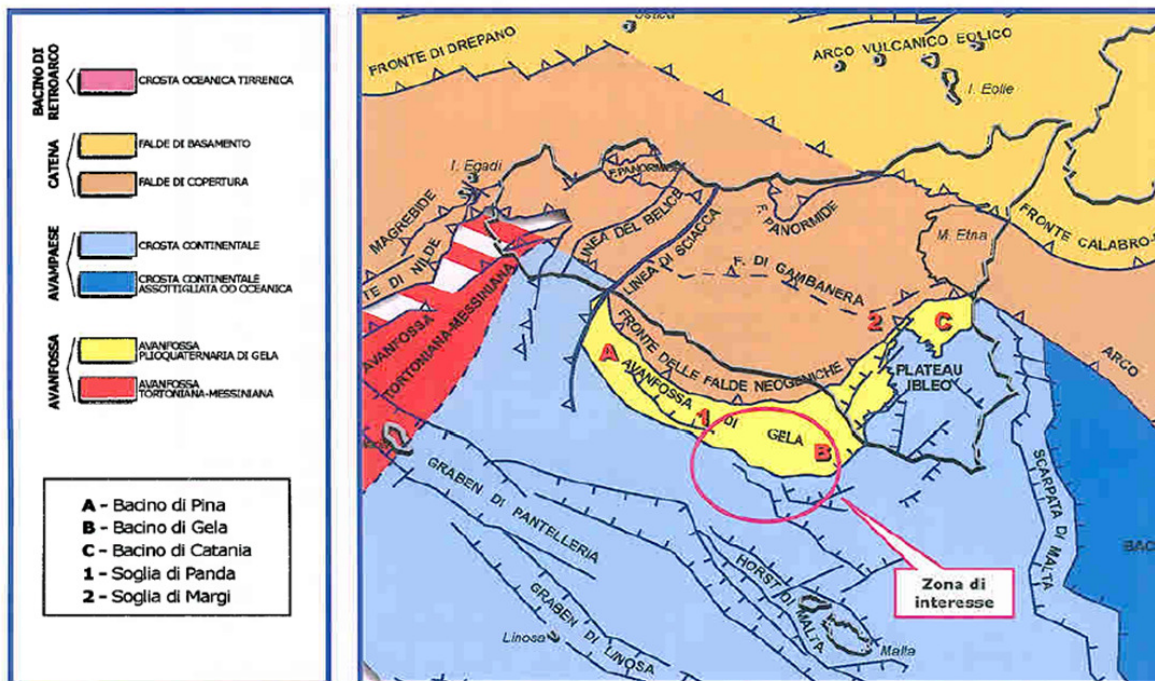 BACINO DI
RETROARCO
CROSTA OCEANICA TIRRENICA
CATENA
FALDE DI BASAMENTO
FALDE DI COPERTURA
AVAMPAESE
CROSTA CONTINENTALE
CROSTA CONTINENTALE
ASSOTTIGLIATA OD OCEANICA
AVANFOSSA
AVANFOSSA
PLIOQUATERNARIA DI GELA
AVANFOSSA
TORTONIANA-MESSINIANA
A - Bacino di Pina
B - Bacino di Gela
C - Bacino di Catania
1 - Soglia di Panda
2 - Soglia di Margi
FRONTE DI DREPANO
ARCO VULCANICO EOLICO
I. Eolie
I. Egadi
F. PANORMIDE
MAGREBIDE
LINEA DEL BELICE
LINEA DI SCIACCA
F. PANORMIDE
M. Etna
FRONTE CALABRO-
TE DI NILDE
F. DI GAMBANERA
2
C
AVANFOSSA
TORTONIANA-MESSINIANA
FRONTE DELLE FALDE NEOGENICHE
PLATEAU
IBLEO
ARCO
A
AVANFOSSA
1
DI
GELA
B
GRABEN DI PANTELLERIA
SCARPATA DI
MALTA
BAC
HORST DI
MALTA
Zona di
interesse
GRABEN DI LINOSA
Linosa
Malta